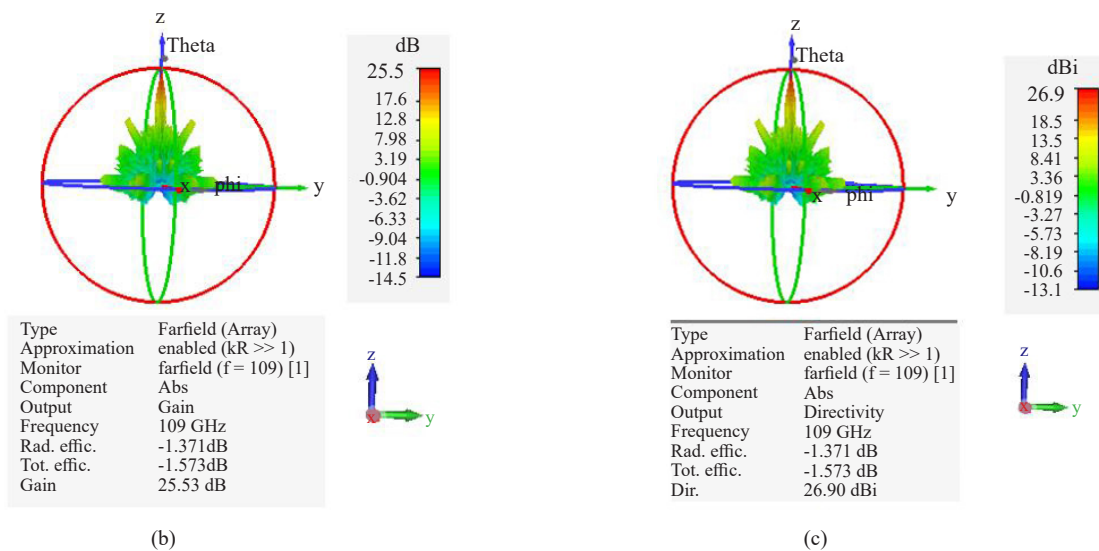 z
Theta
x
phi
y
dB
25.5
17.6
12.8
7.98
3.19
-0.904
-3.62
-6.33
-9.04
-11.8
-14.5
Type Farfield (Array)
Approximation enabled (kR >> 1)
Monitor farfield (f = 109) [1]
Component Abs
Output Gain
Frequency 109 GHz
Rad. effic. -1.371dB
Tot. effic. -1.573dB
Gain 25.53 dB
z
x
y
(b)
z
Theta
x
phi
y
dBi
26.9
18.5
13.5
8.41
3.36
-0.819
-3.27
-5.73
-8.19
-10.6
-13.1
Type Farfield (Array)
Approximation enabled (kR >> 1)
Monitor farfield (f = 109) [1]
Component Abs
Output Directivity
Frequency 109 GHz
Rad. effic. -1.371 dB
Tot. effic. -1.573 dB
Dir. 26.90 dBi
z
x
y
(c)